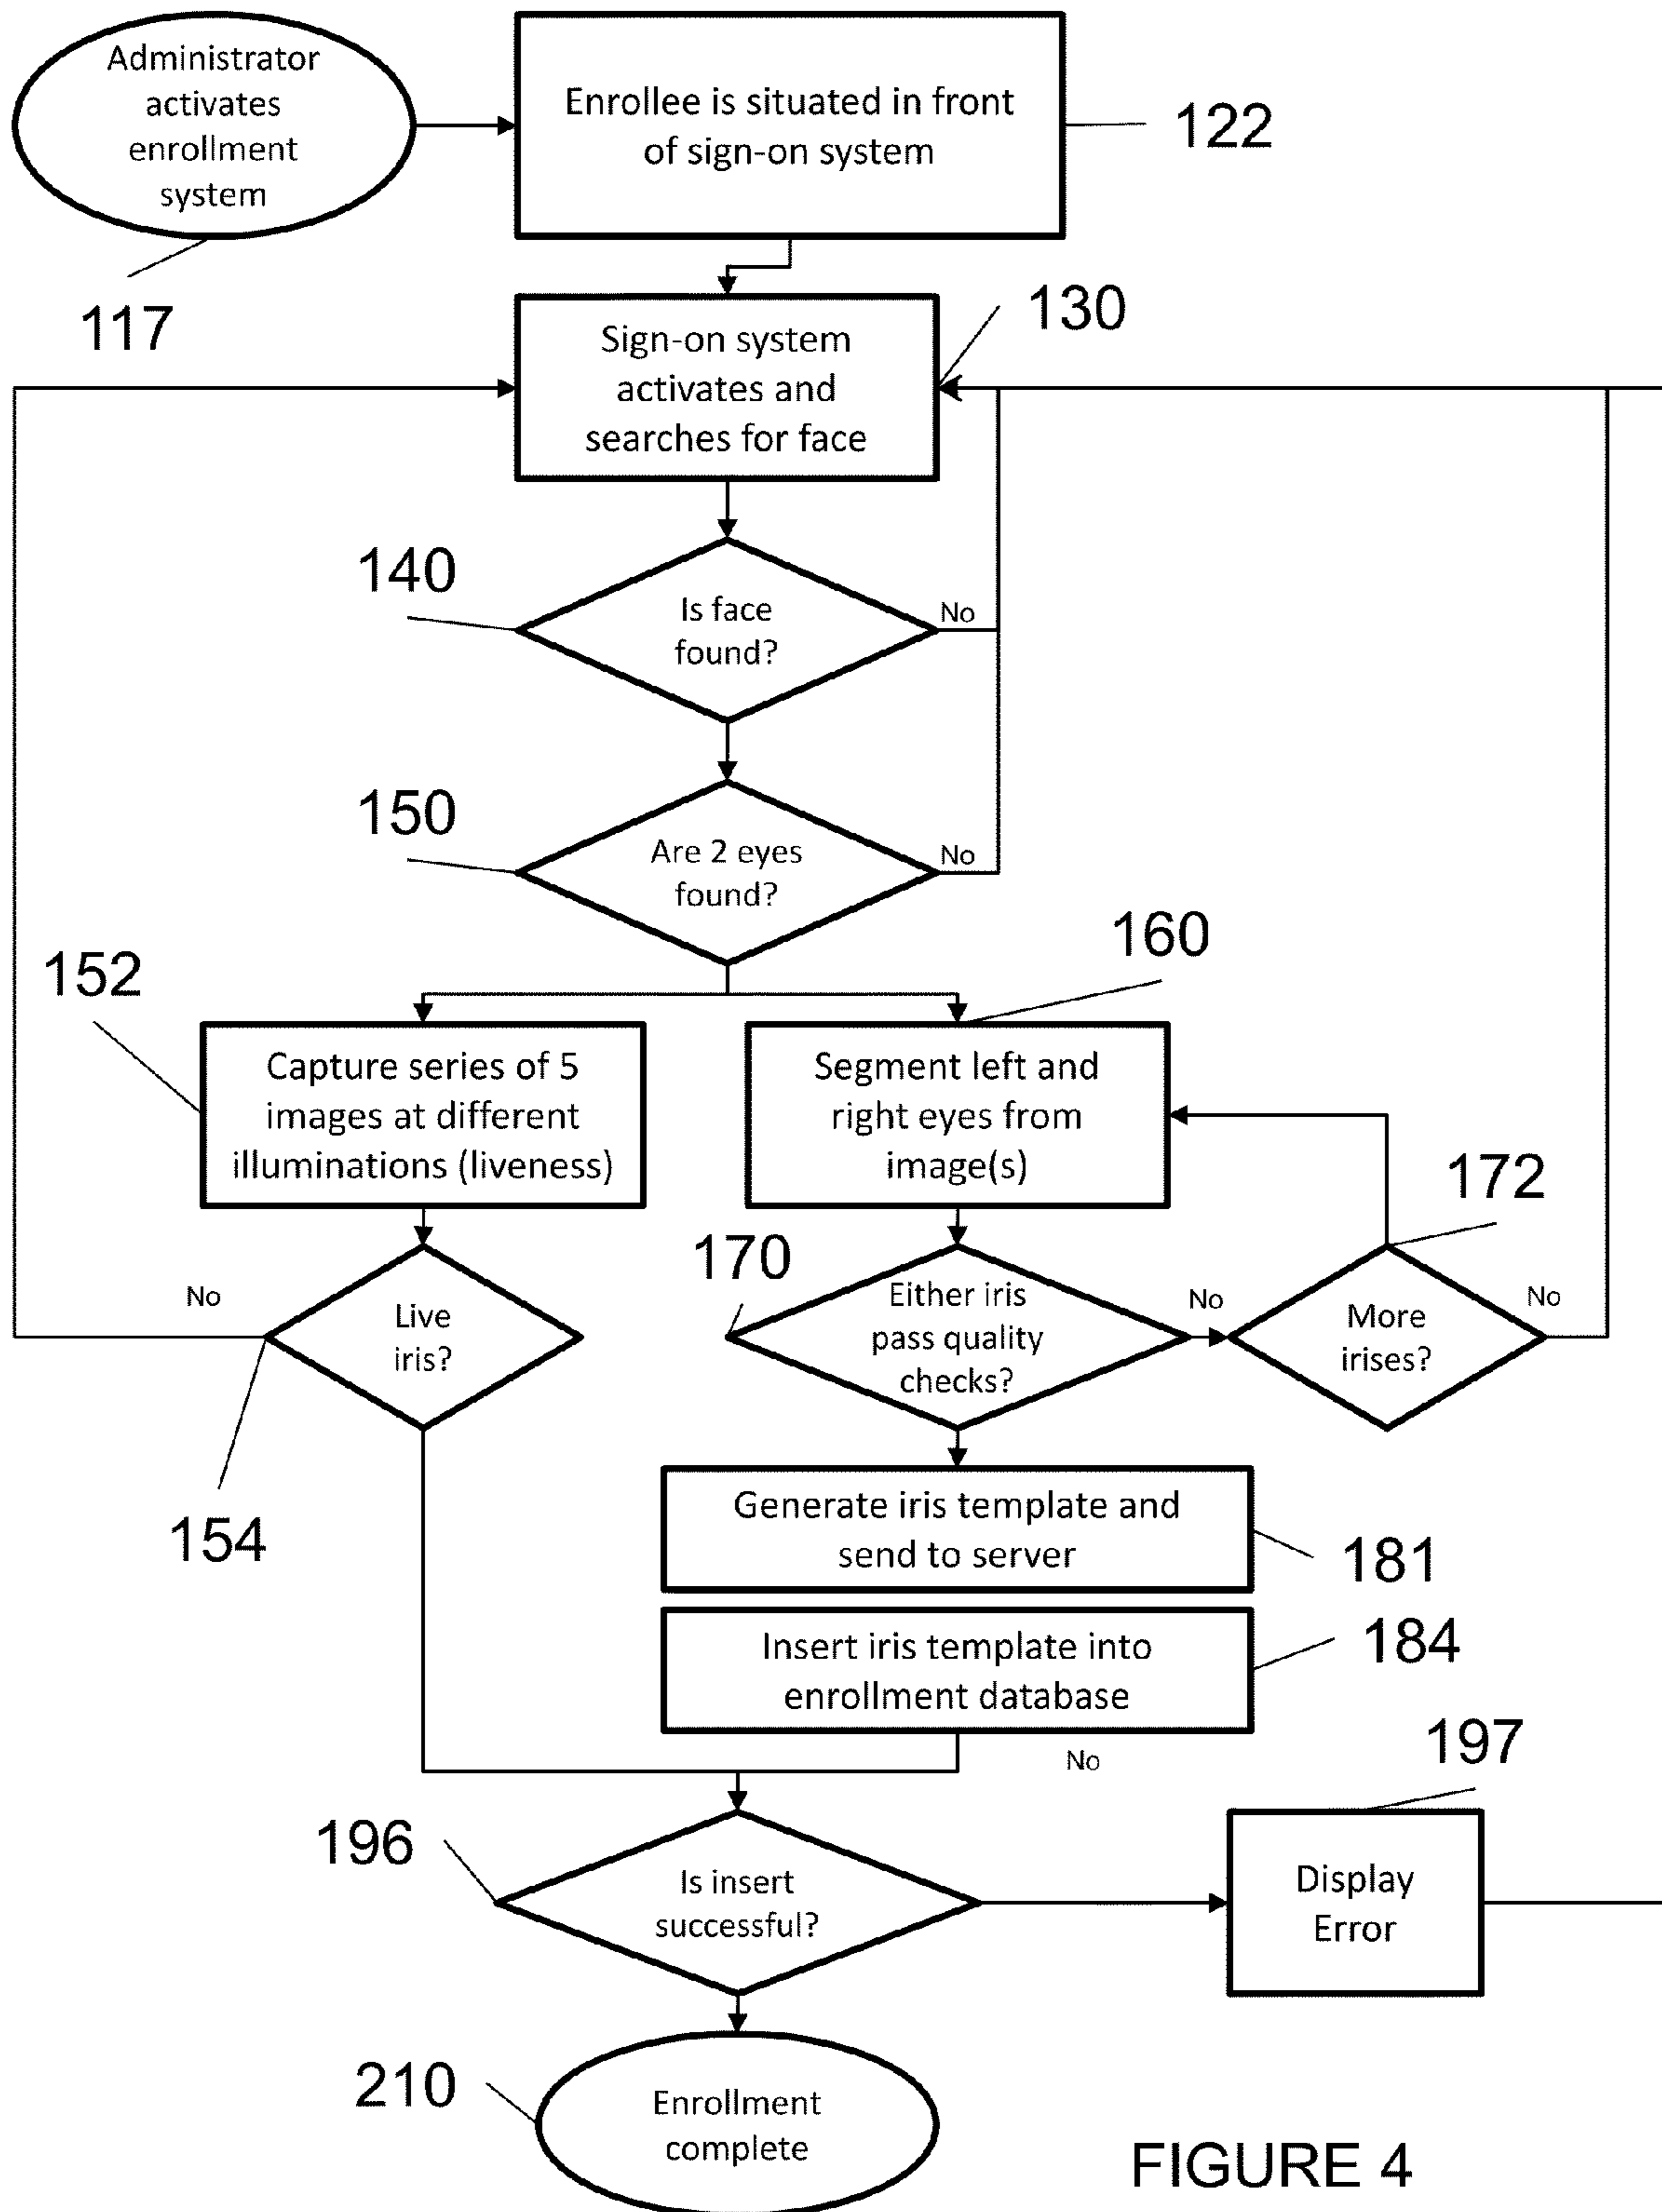 Administrator
activates
enrollment
system
Enrollee is situated in front
of sign-on system
122
117
130
Sign-on system
activates and
searches for face
140
Is face
found?
No
150
Are 2 eyes
found?
No
152
160
Capture series of 5
images at different
illuminations (liveness)
Segment left and
right eyes from
image(s)
172
170
No
Live
iris?
Either iris
pass quality
checks?
No
More
irises?
No
154
Generate iris template and
send to server
181
Insert iris template into
enrollment database
184
No
197
196
Is insert
successful?
Display
Error
210
Enrollment
complete
FIGURE 4